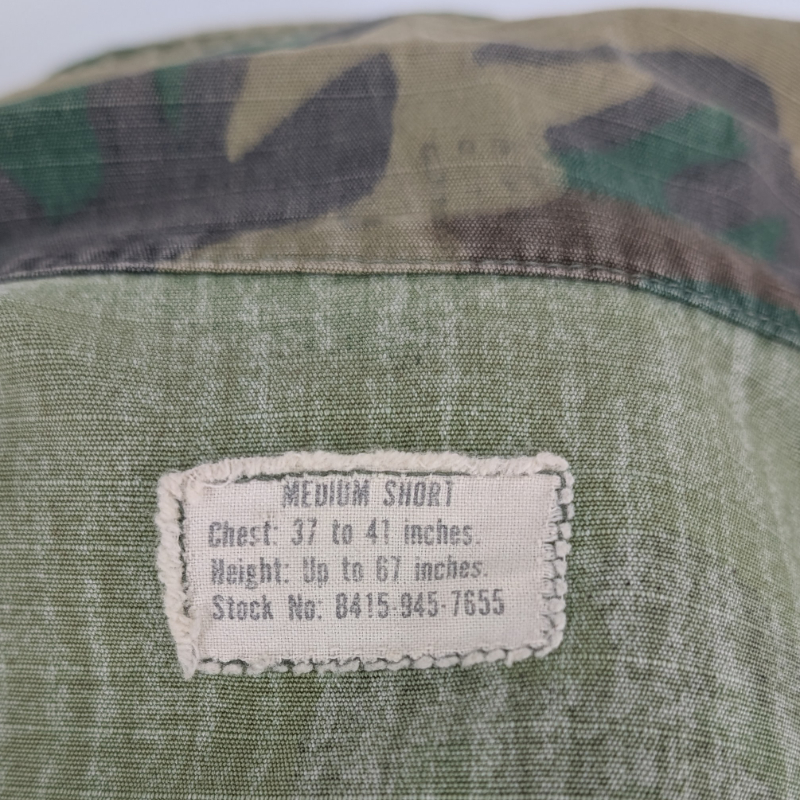 MEDIUM SHORT
Chest: 37 to 41 inches.
Height: Up to 67 inches.
Stock No: 8415-945-7655